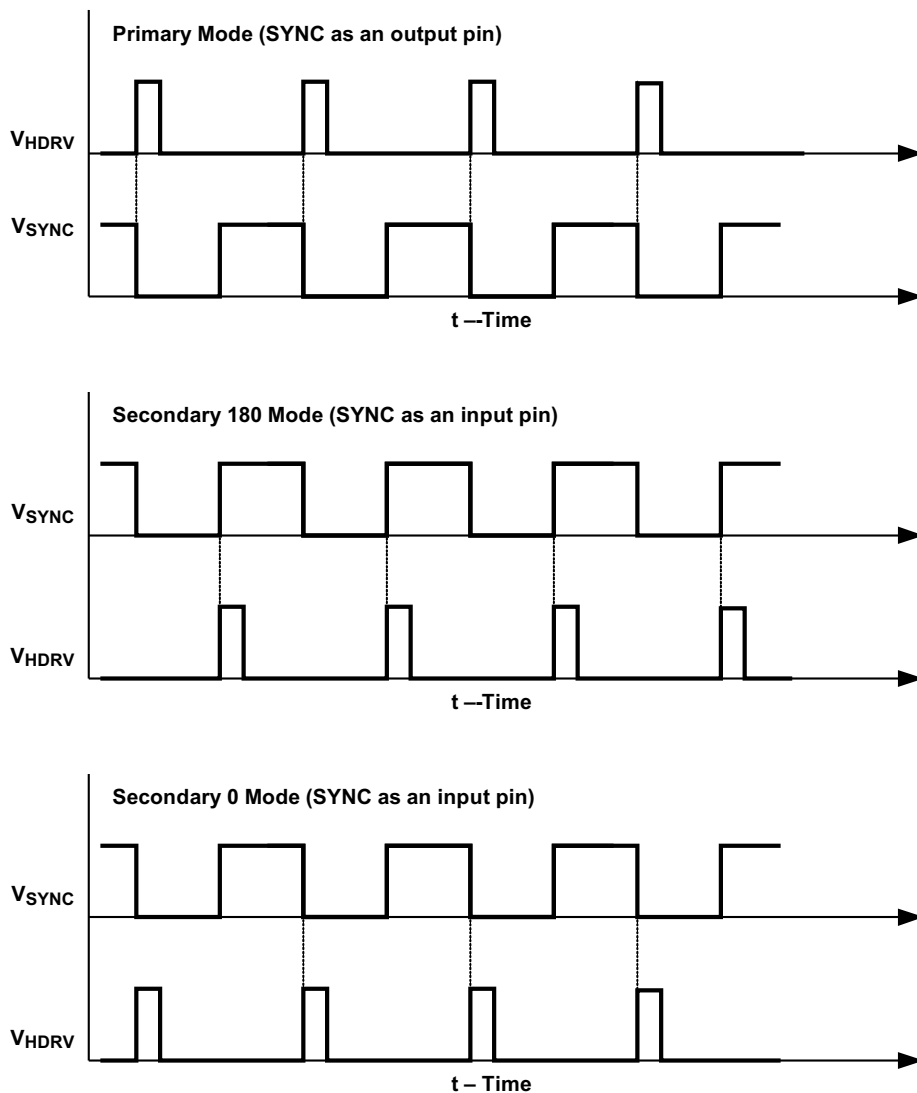 Primary Mode (SYNC as an output pin)
VHDRV
VSYNC
t –-Time
Secondary 180 Mode (SYNC as an input pin)
VSYNC
VHDRV
t –-Time
Secondary 0 Mode (SYNC as an input pin)
VSYNC
VHDRV
t – Time